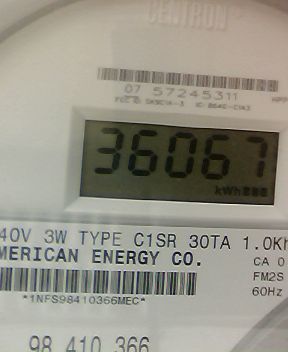 CENTRON
07 57245311
36067
kWh
40V 3W TYPE C1SR 30TA 1.0Kh
MERICAN ENERGY CO.
CA 0
FM2S
60Hz
*1NFS98410366MEC*
98 410 366